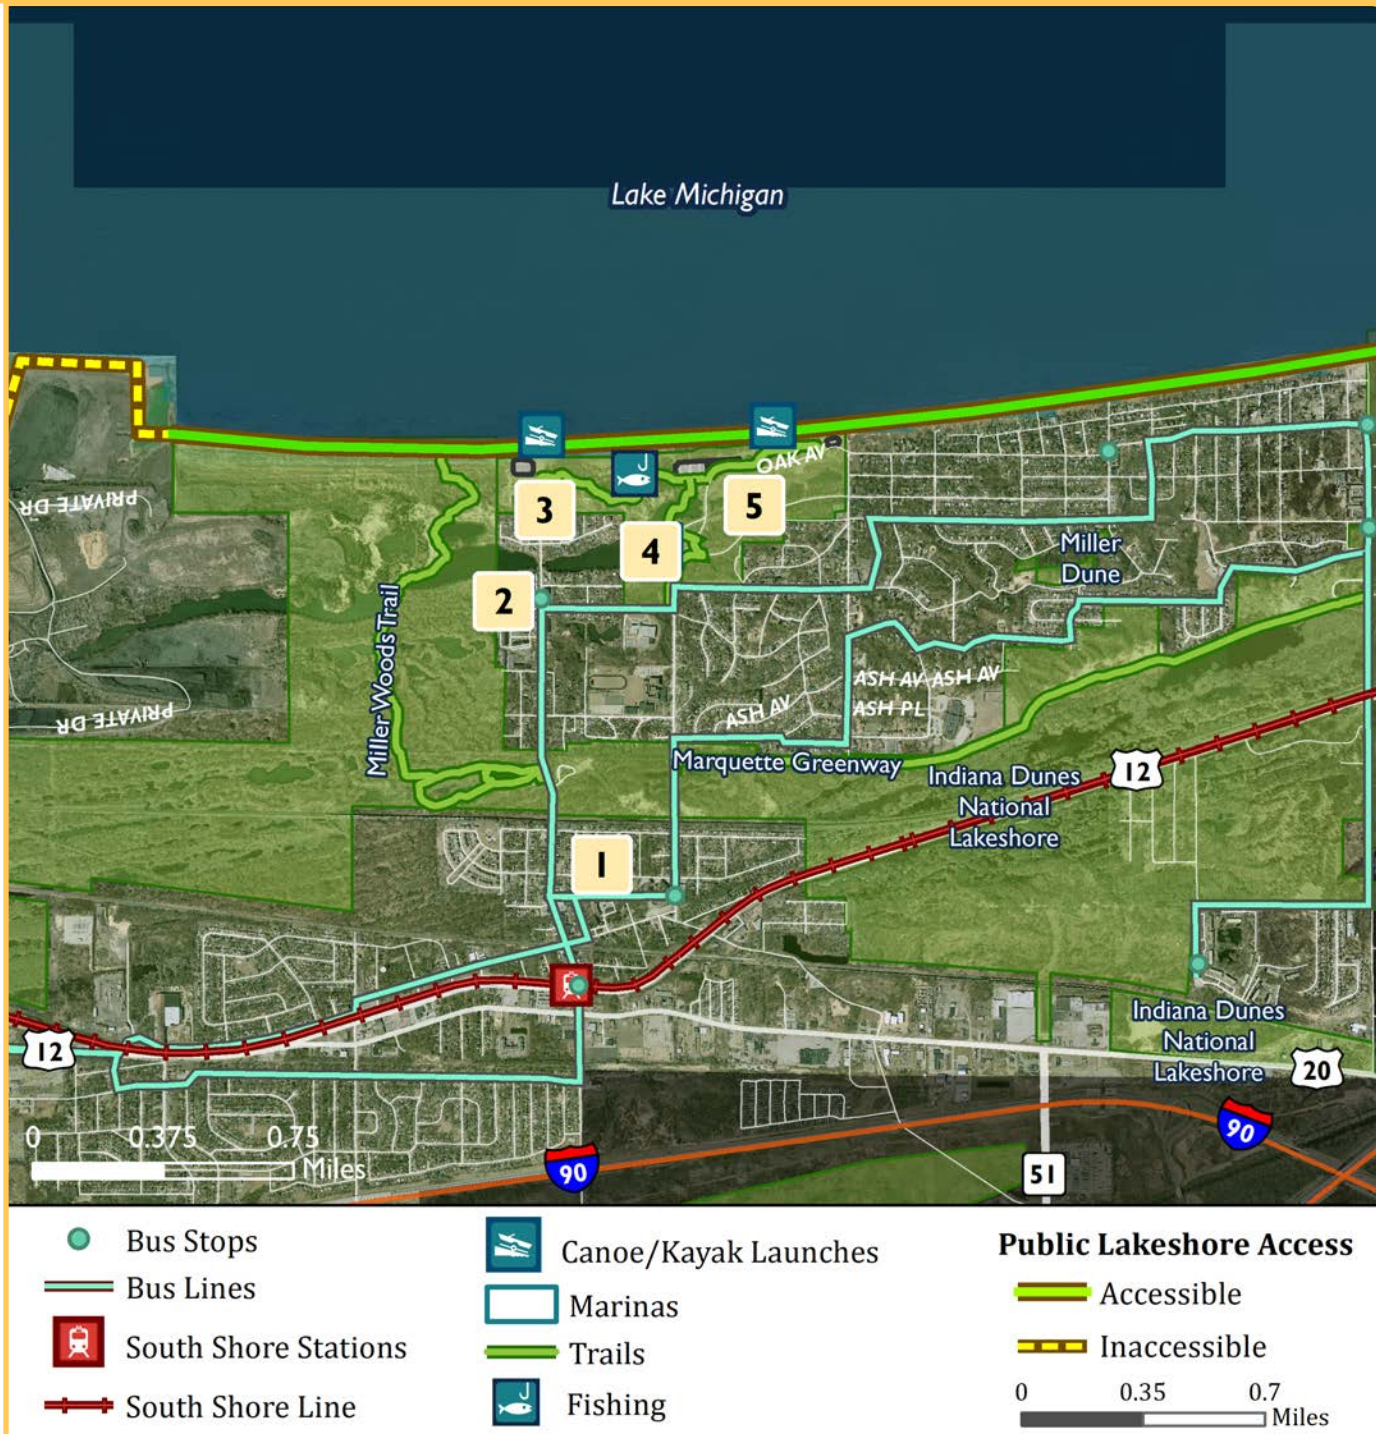 Lake Michigan
PRIVATE DR
OAK AV
3
5
4
2
Miller
Dune
Miller Woods Trail
ASH AV ASH AV
ASH PL
ASH AV
PRIVATE DR
Marquette Greenway
12
Indiana Dunes
National
Lakeshore
1
12
Indiana Dunes
National
Lakeshore
20
0 0.375 0.75
Miles
90
90
51
Bus Stops
Bus Lines
South Shore Stations
South Shore Line
Canoe/Kayak Launches
Marinas
Trails
Fishing
Public Lakeshore Access
Accessible
Inaccessible
0 0.35 0.7
Miles